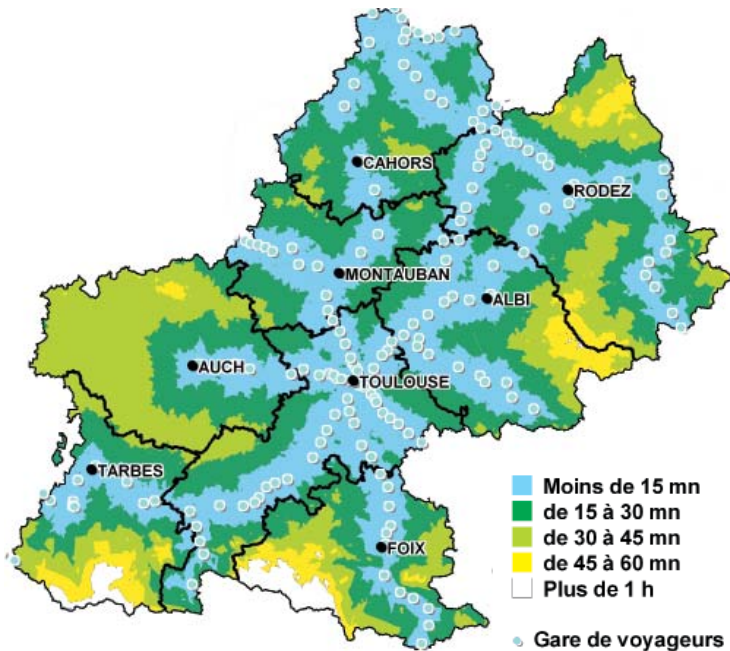 CAHORS
RODEZ
MONTAUBAN
ALBI
AUCH
TOULOUSE
TARBES
FOIX
Moins de 15 mn
de 15 à 30 mn
de 30 à 45 mn
de 45 à 60 mn
Plus de 1 h
Gare de voyageurs